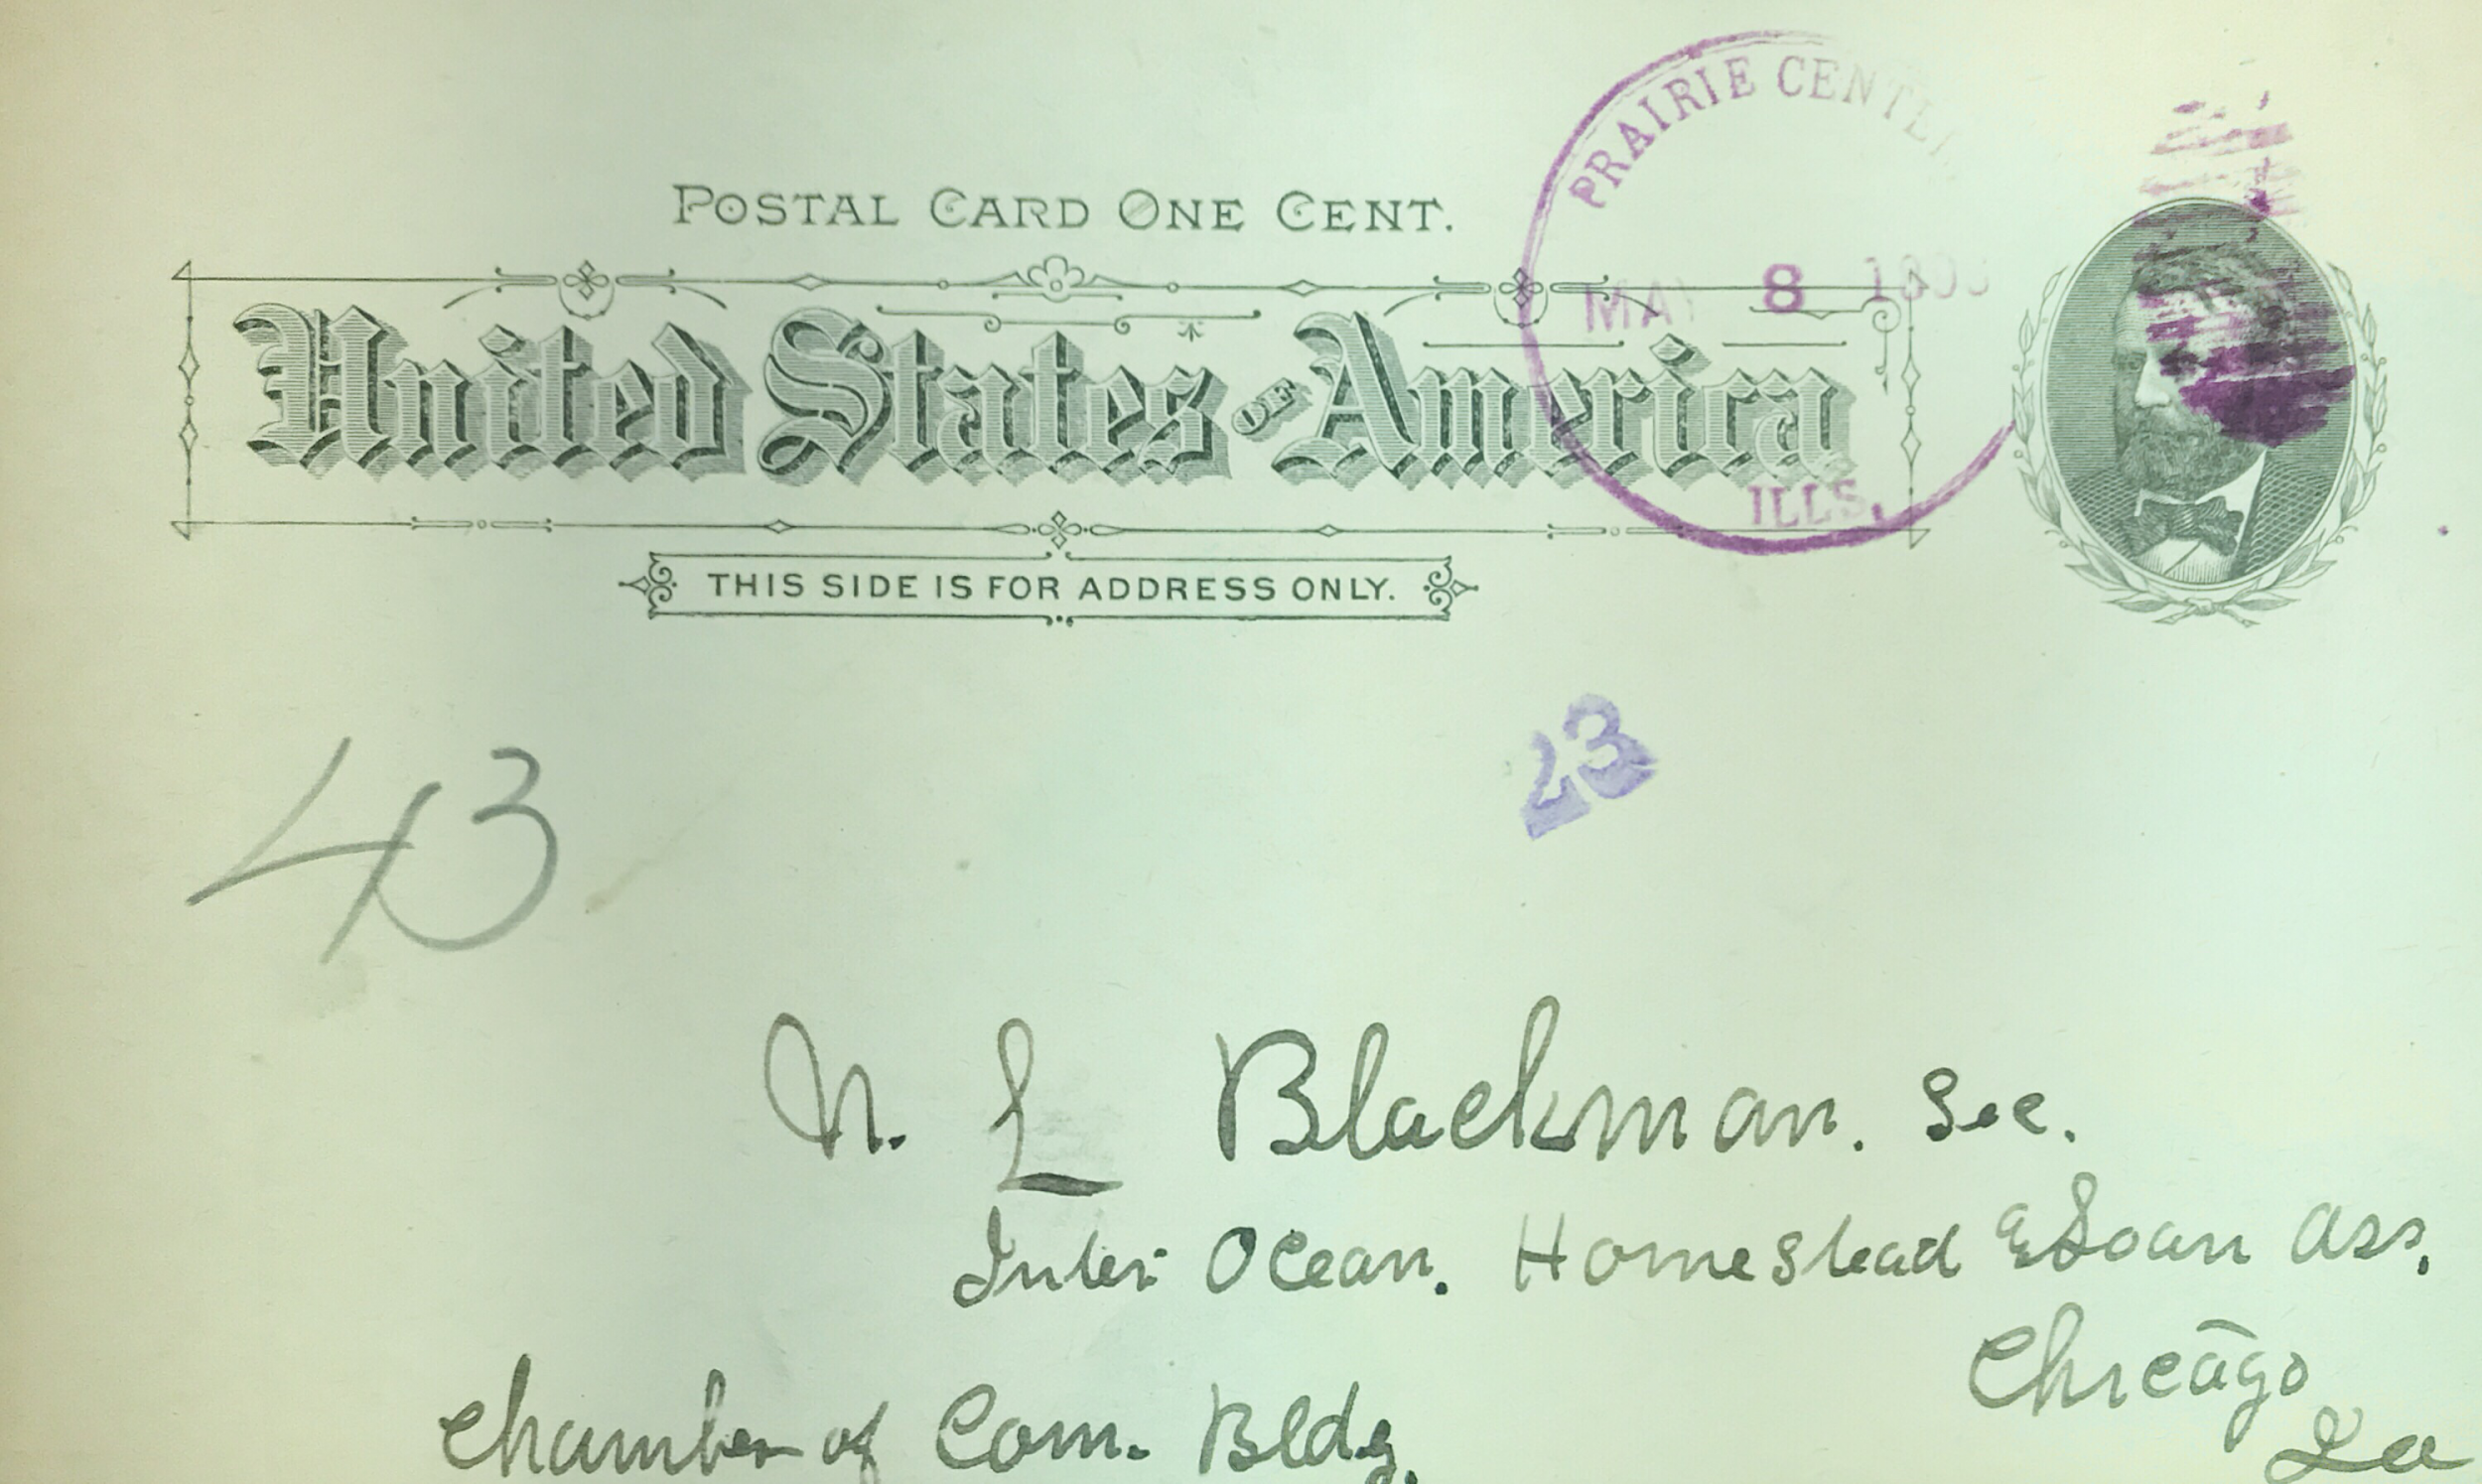 PRAIRIE CENTER
POSTAL CARD ONE CENT.
MAY 8
United States OF America
ILLS.
THIS SIDE IS FOR ADDRESS ONLY.
23
43
N. L Blackman. Sec.
Inter Ocean. Homestead & Loan Ass.
Chicago
Chamber of Com. Bldg.